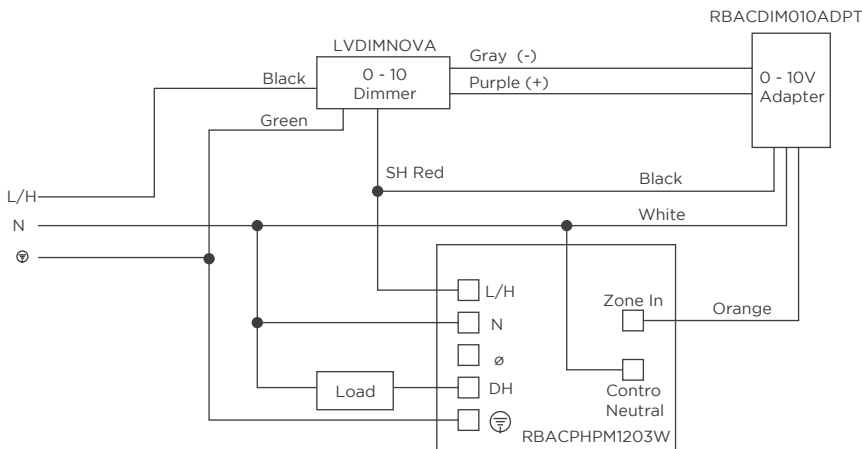 RBACDIM010ADPT
LVDIMNOVA
Gray (-)
0 - 10
Dimmer
Black
Purple (+)
0 - 10V
Adapter
Green
SH Red
Black
L/H
N
White
L/H
Zone In
Orange
N
ø
Load
DH
Contro
Neutral
RBACPHPM1203W